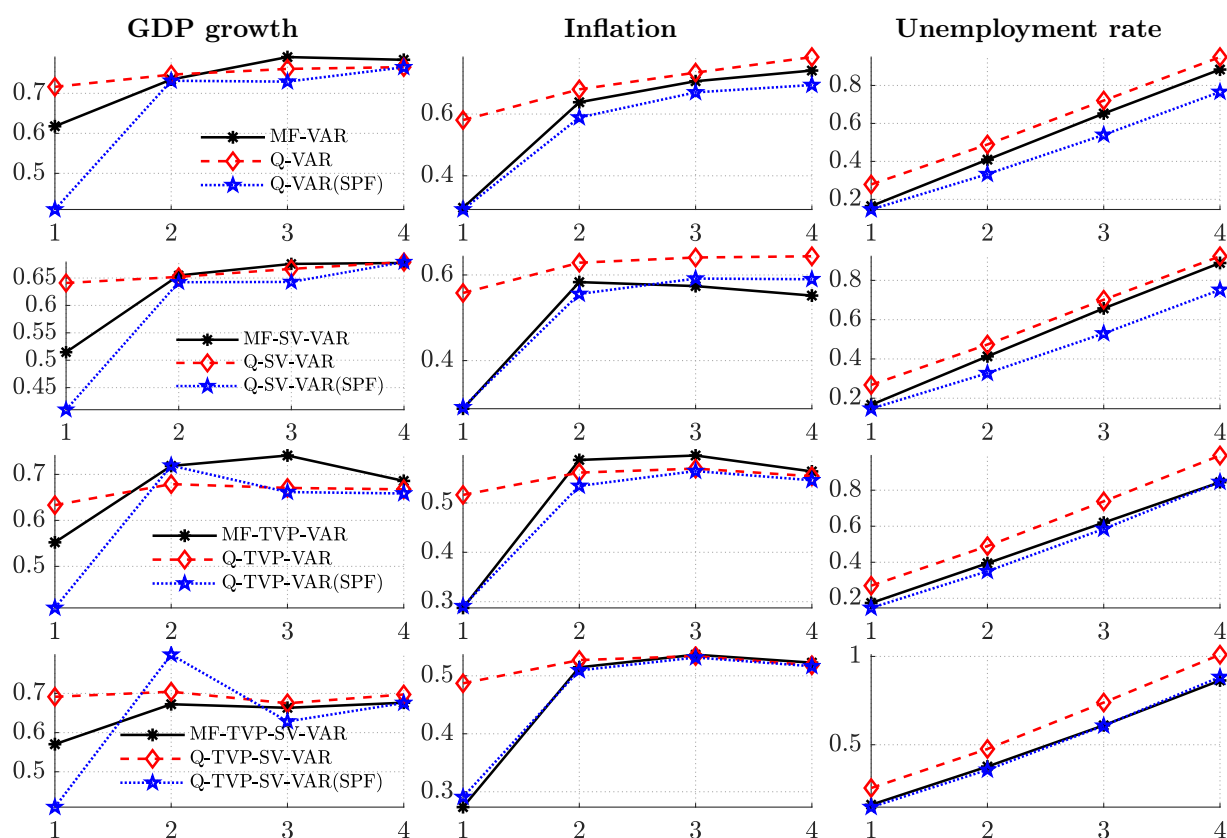 GDP growth Inflation Unemployment rate
0.7
0.6
0.5
MF-VAR
Q-VAR
Q-VAR(SPF)
1 2 3 4
0.6
0.4
1 2 3 4
0.8
0.6
0.4
0.2
1 2 3 4
0.65
0.6
0.55
0.5
0.45
MF-SV-VAR
Q-SV-VAR
Q-SV-VAR(SPF)
1 2 3 4
0.6
0.4
1 2 3 4
0.8
0.6
0.4
0.2
1 2 3 4
0.7
0.6
0.5
MF-TVP-VAR
Q-TVP-VAR
Q-TVP-VAR(SPF)
1 2 3 4
0.5
0.4
0.3
1 2 3 4
0.8
0.6
0.4
0.2
1 2 3 4
0.7
0.6
0.5
MF-TVP-SV-VAR
Q-TVP-SV-VAR
Q-TVP-SV-VAR(SPF)
1 2 3 4
0.5
0.4
0.3
1 2 3 4
1
0.5
1 2 3 4